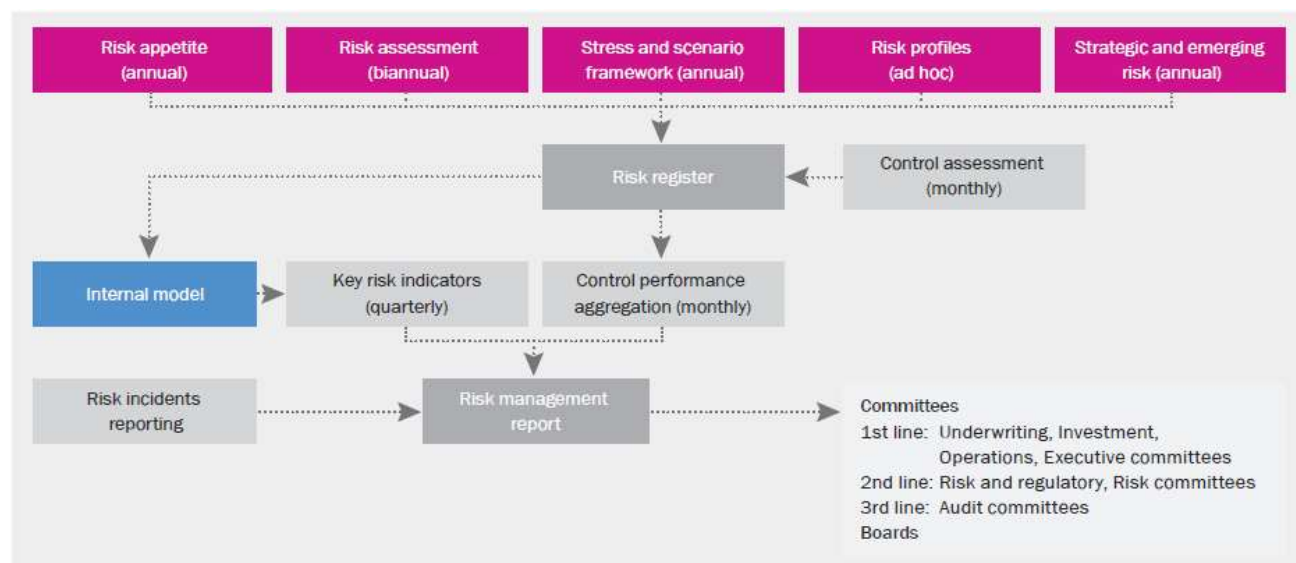 Risk appetite
(annual)
Risk assessment
(biannual)
Stress and scenario
framework (annual)
Risk profiles
(ad hoc)
Strategic and emerging
risk (annual)
Risk register
Control assessment
(monthly)
Internal model
Key risk indicators
(quarterly)
Control performance
aggregation (monthly)
Risk incidents
reporting
Risk management
report
Committees
1st line: Underwriting, Investment,
Operations, Executive committees
2nd line: Risk and regulatory, Risk committees
3rd line: Audit committees
Boards